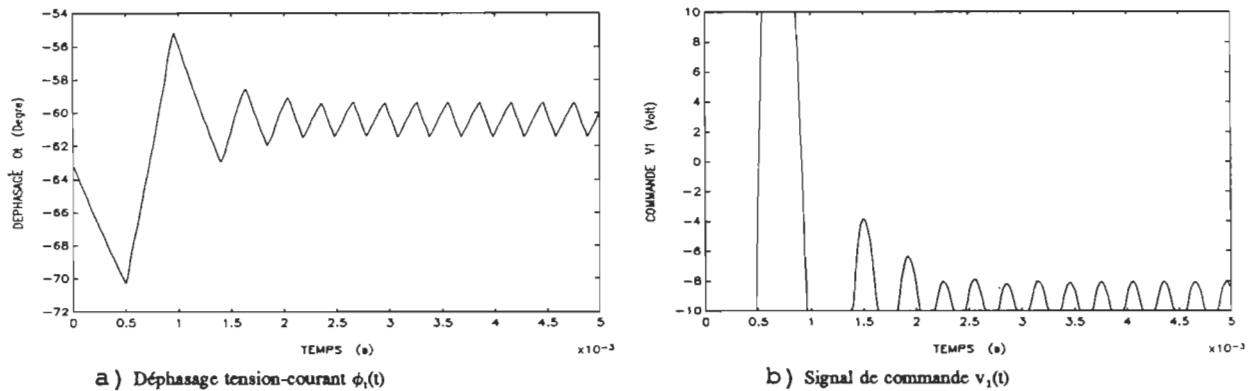 DEPHASAGE Ot (Degre)
-54
-56
-58
-60
-62
-64
-66
-68
-70
-72
0 0.5 1 1.5 2 2.5 3 3.5 4 4.5 5
TEMPS (s) x10-3
a) Déphasage tension-courant ϕ₁(t)
COMMANDE V1 (Volt)
10
8
6
4
2
0
-2
-4
-6
-8
-10
0 0.5 1 1.5 2 2.5 3 3.5 4 4.5 5
TEMPS (s) x10-3
b) Signal de commande v₁(t)